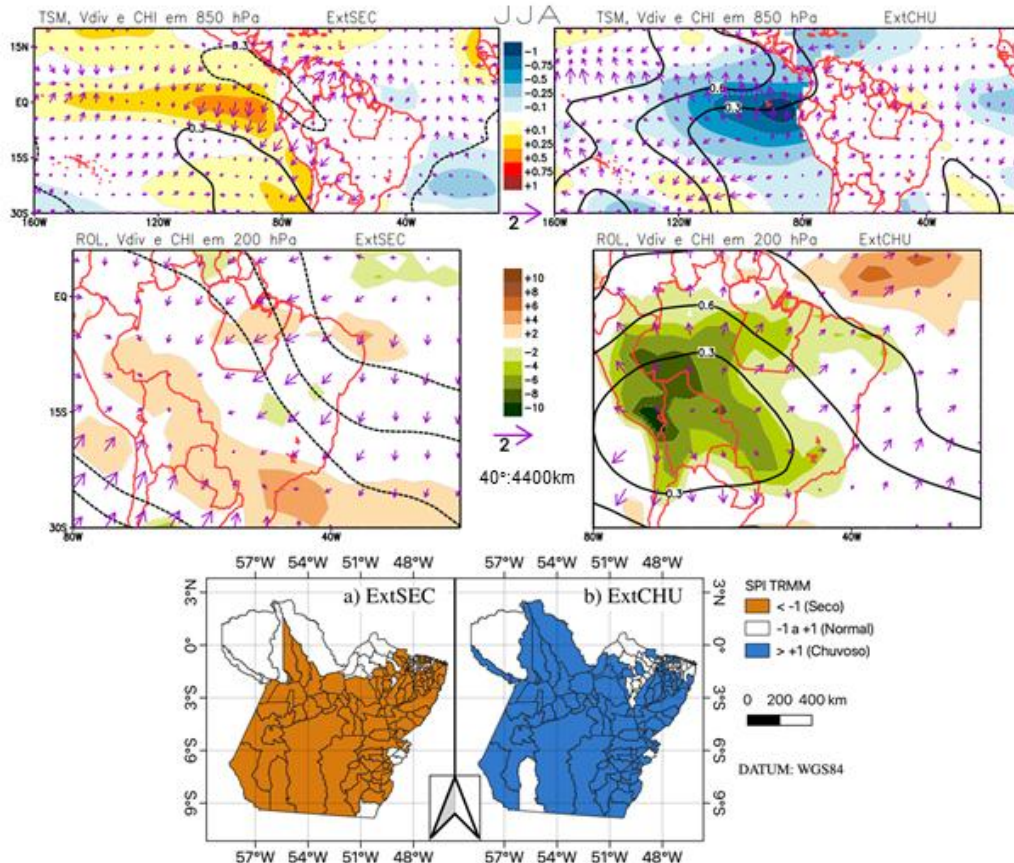 JJA
TSM, Vdiv e CHI em 850 hPa ExtSEC
TSM, Vdiv e CHI em 850 hPa ExtCHU
15N
EQ
15S
30S
160W 120W 80W 40W
-0.3
0.3
-1
-0.75
-0.5
-0.25
-0.1
+0.1
+0.25
+0.5
+0.75
+1
2
0.6
0.3
160W 120W 80W 40W
ROL, Vdiv e CHI em 200 hPa ExtSEC
ROL, Vdiv e CHI em 200 hPa ExtCHU
EQ
15S
30S
80W 40W
+10
+8
+6
+4
+2
-2
-4
-6
-8
-10
2
40°:4400km
0.6
0.3
0.3
80W 40W
57°W 54°W 51°W 48°W 57°W 54°W 51°W 48°W
a) ExtSEC b) ExtCHU
3°N 3°N
0° 0°
3°S 3°S
6°S 6°S
9°S 9°S
57°W 54°W 51°W 48°W 57°W 54°W 51°W 48°W
SPI TRMM
< -1 (Seco)
-1 a +1 (Normal)
> +1 (Chuvoso)
0 200 400 km
DATUM: WGS84